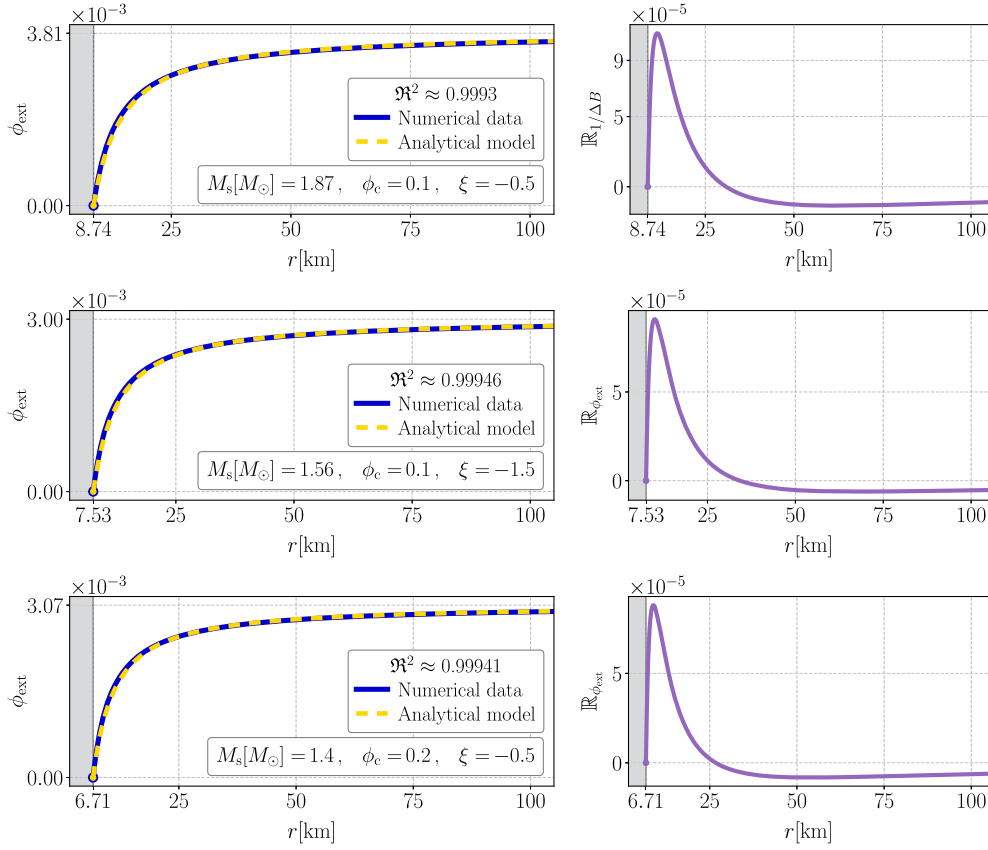 ×10⁻³
3.81
0.00
ϕ_ext
ℜ² ≈ 0.9993
Numerical data
Analytical model
M_s[M_⊙] = 1.87 , ϕ_c = 0.1 , ξ = −0.5
8.74 25 50 75 100
r[km]
×10⁻⁵
9
5
0
ℝ_{1/ΔB}
8.74 25 50 75 100
r[km]
×10⁻³
3.00
0.00
ϕ_ext
ℜ² ≈ 0.99946
Numerical data
Analytical model
M_s[M_⊙] = 1.56 , ϕ_c = 0.1 , ξ = −1.5
7.53 25 50 75 100
r[km]
×10⁻⁵
5
0
ℝ_{ϕ_ext}
7.53 25 50 75 100
r[km]
×10⁻³
3.07
0.00
ϕ_ext
ℜ² ≈ 0.99941
Numerical data
Analytical model
M_s[M_⊙] = 1.4 , ϕ_c = 0.2 , ξ = −0.5
6.71 25 50 75 100
r[km]
×10⁻⁵
5
0
ℝ_{ϕ_ext}
6.71 25 50 75 100
r[km]